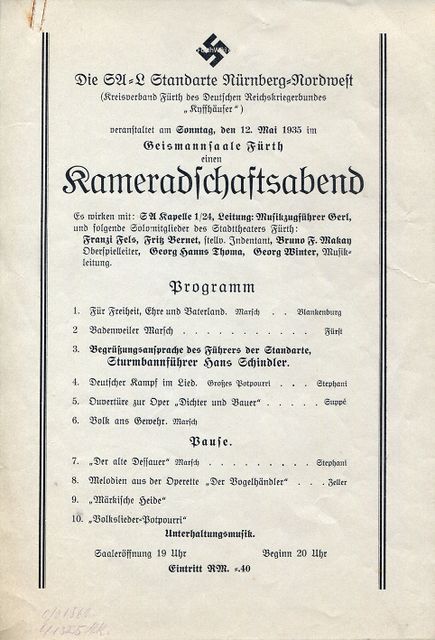 Die SA-L Standarte Nürnberg-Nordwest
(Kreisverband Fürth des Deutschen Reichskriegerbundes
„Kyffhäuser“)
veranstaltet am Sonntag, den 12. Mai 1935 im
Geismannsaale Fürth
einen
Kameradschaftsabend
Es wirken mit: SA Kapelle 1/24, Leitung: Musikzugführer Gerl,
und folgende Solomitglieder des Stadttheaters Fürth:
Franzi Fels, Fritz Bernet, stellv. Indentant, Bruno F. Makay
Oberspielleiter, Georg Hanns Thoma, Georg Winter, Musik-
leitung.
Programm
1. Für Freiheit, Ehre und Vaterland. Marsch . . Blankenburg
2 Badenweiler Marsch . . . . . . . . . . Fürst
3. Begrüßungsansprache des Führers der Standarte,
Sturmbannführer Hans Schindler.
4. Deutscher Kampf im Lied. Großes Potpourri . . . Stephani
5. Ouvertüre zur Oper „Dichter und Bauer“ . . . . . Suppé
6. Volk ans Gewehr. Marsch
Pause.
7. „Der alte Dessauer“ Marsch . . . . . . . . . Stephani
8. Melodien aus der Operette „Der Vogelhändler“ . . . Zeller
9. „Märkische Heide“
10. „Volkslieder-Potpourri“
Unterhaltungsmusik.
Saaleröffnung 19 Uhr Beginn 20 Uhr
Eintritt RM. -.40